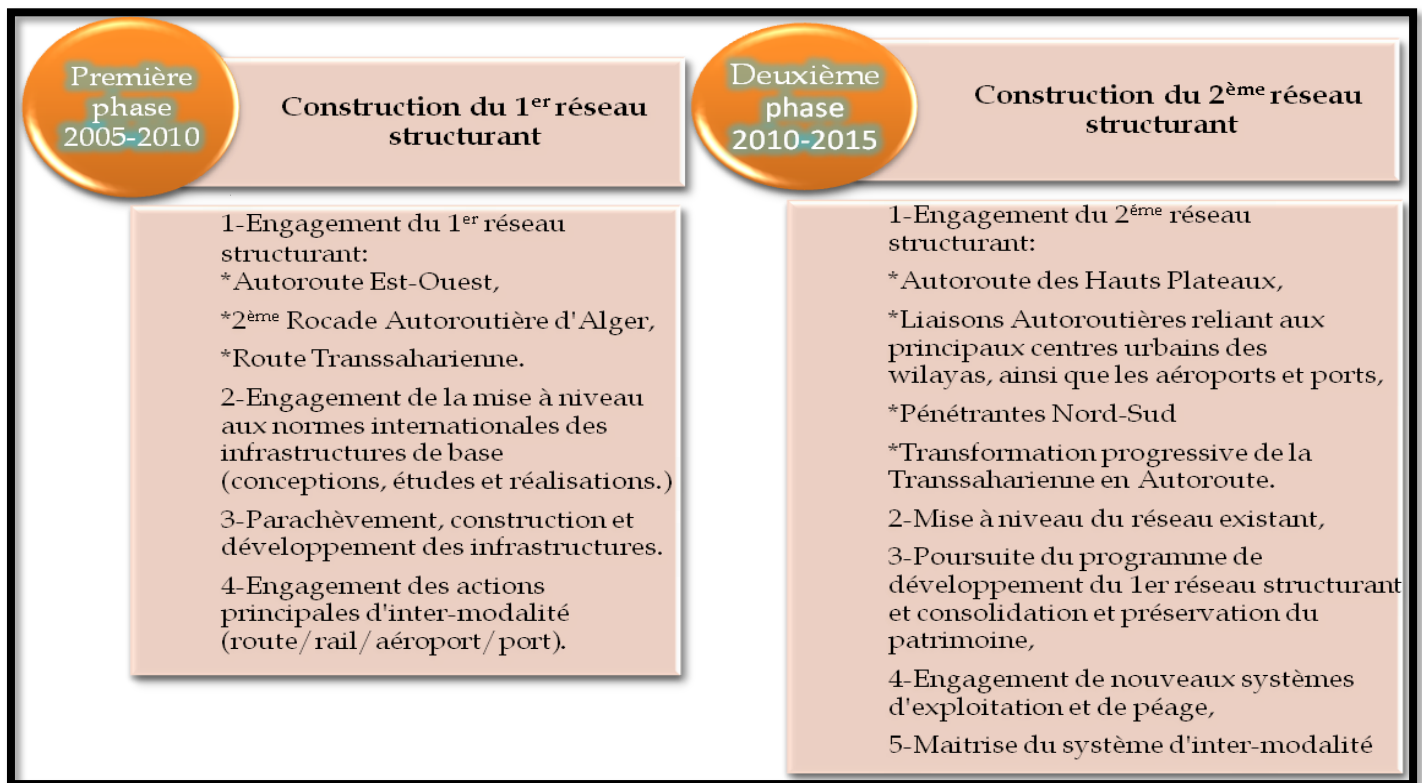 Première
phase
2005-2010
Construction du 1er réseau
structurant
1-Engagement du 1er réseau
structurant:
*Autoroute Est-Ouest,
*2ème Rocade Autoroutière d'Alger,
*Route Transsaharienne.
2-Engagement de la mise à niveau
aux normes internationales des
infrastructures de base
(conceptions, études et réalisations.)
3-Parachèvement, construction et
développement des infrastructures.
4-Engagement des actions
principales d'inter-modalité
(route/rail/aéroport/port).
Deuxième
phase
2010-2015
Construction du 2ème réseau
structurant
1-Engagement du 2éme réseau
structurant:
*Autoroute des Hauts Plateaux,
*Liaisons Autoroutières reliant aux
principaux centres urbains des
wilayas, ainsi que les aéroports et ports,
*Pénétrantes Nord-Sud
*Transformation progressive de la
Transsaharienne en Autoroute.
2-Mise à niveau du réseau existant,
3-Poursuite du programme de
développement du 1er réseau structurant
et consolidation et préservation du
patrimoine,
4-Engagement de nouveaux systèmes
d'exploitation et de péage,
5-Maitrise du système d'inter-modalité